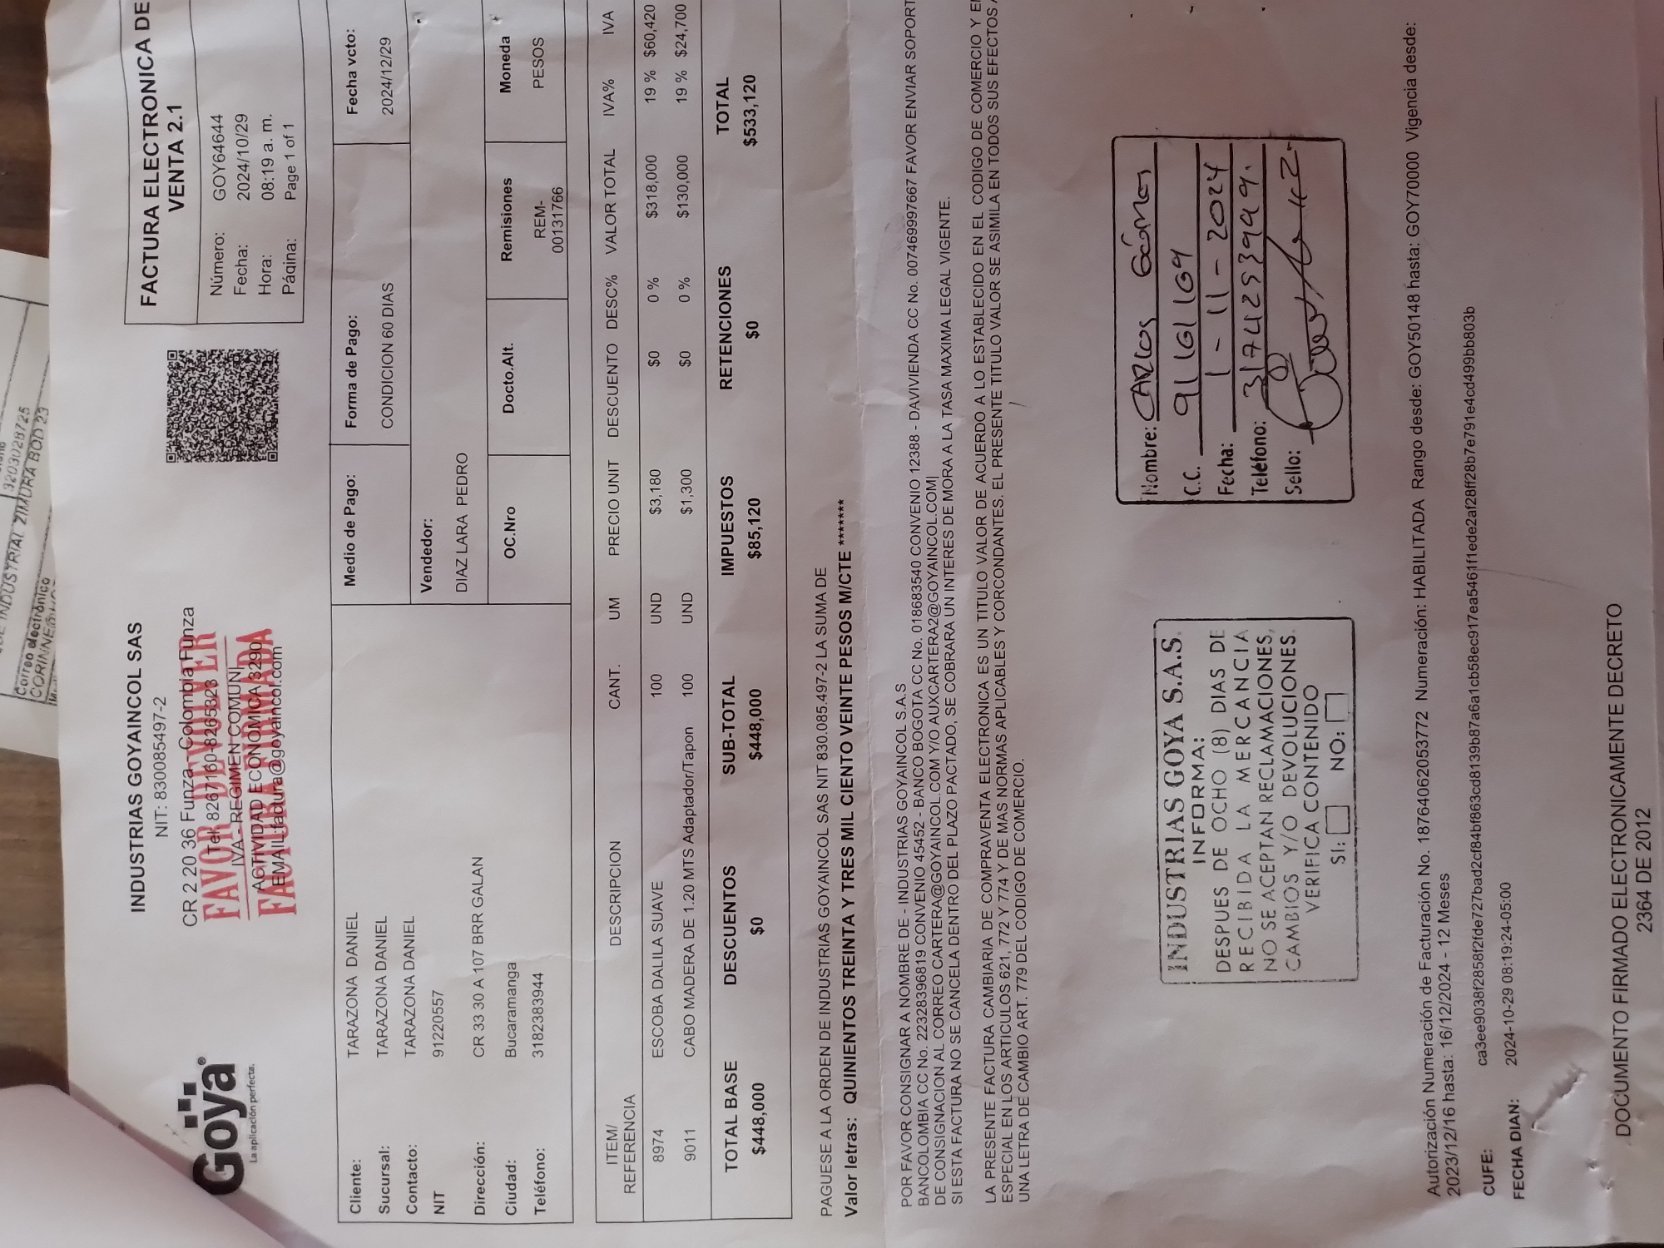 Goya
La aplicación perfecta.
INDUSTRIAS GOYAINCOL SAS
NIT: 830085497-2
CR 2 20 36 Funza-Colombia Funza
Tel: 8267160-8265323
IVA - REGIMEN COMUN
ACTIVIDAD ECONOMICA 3290
EMAIL: factura@goyaincol.com
FAVOR DEVOLVER
FACTURA FIRMADA
FACTURA ELECTRONICA DE
VENTA 2.1
Número: GOY64644
Fecha: 2024/10/29
Hora: 08:19 a. m.
Página: Page 1 of 1
Cliente: TARAZONA DANIEL
Sucursal: TARAZONA DANIEL
Contacto: TARAZONA DANIEL
NIT 91220557
Dirección: CR 33 30 A 107 BRR GALAN
Ciudad: Bucaramanga
Teléfono: 3182383944
Medio de Pago: Forma de Pago: Fecha vcto:
CONDICION 60 DIAS 2024/12/29
Vendedor:
DIAZ LARA PEDRO
OC.Nro Docto.Alt. Remisiones Moneda
REM-00131766 PESOS
ITEM/ REFERENCIA DESCRIPCION CANT. UM PRECIO UNIT DESCUENTO DESC% VALOR TOTAL IVA% IVA
8974 ESCOBA DALILA SUAVE 100 UND $3,180 $0 0 % $318,000 19 % $60,420
9011 CABO MADERA DE 1.20 MTS Adaptador/Tapon 100 UND $1,300 $0 0 % $130,000 19 % $24,700
TOTAL BASE DESCUENTOS SUB-TOTAL IMPUESTOS RETENCIONES TOTAL
$448,000 $0 $448,000 $85,120 $0 $533,120
PAGUESE A LA ORDEN DE INDUSTRIAS GOYAINCOL SAS NIT 830.085.497-2 LA SUMA DE
Valor letras: QUINIENTOS TREINTA Y TRES MIL CIENTO VEINTE PESOS M/CTE *******
POR FAVOR CONSIGNAR A NOMBRE DE - INDUSTRIAS GOYAINCOL S.A.S
BANCOLOMBIA CC No. 22328396819 CONVENIO 45452 - BANCO BOGOTA CC No. 018683540 CONVENIO 12388 - DAVIVIENDA CC No. 007469997667 FAVOR ENVIAR SOPORT
DE CONSIGNACION AL CORREO CARTERA@GOYAINCOL.COM Y/O AUXCARTERA2@GOYAINCOL.COM|
SI ESTA FACTURA NO SE CANCELA DENTRO DEL PLAZO PACTADO, SE COBRARA UN INTERES DE MORA A LA TASA MAXIMA LEGAL VIGENTE.
LA PRESENTE FACTURA CAMBIARIA DE COMPRAVENTA ELECTRONICA ES UN TITULO VALOR DE ACUERDO A LO ESTABLECIDO EN EL CODIGO DE COMERCIO Y EN
ESPECIAL EN LOS ARTICULOS 621, 772 Y 774 Y DE MAS NORMAS APLICABLES Y CORCONDANTES. EL PRESENTE TITULO VALOR SE ASIMILA EN TODOS SUS EFECTOS A
UNA LETRA DE CAMBIO ART. 779 DEL CODIGO DE COMERCIO.
INDUSTRIAS GOYA S.A.S.
INFORMA:
DESPUES DE OCHO (8) DIAS DE
RECIBIDA LA MERCANCIA
NO SE ACEPTAN RECLAMACIONES,
CAMBIOS Y/O DEVOLUCIONES.
VERIFICA CONTENIDO
SI: NO:
Nombre: CARLOS GÓMEZ
C.C. 91161169
Fecha: 1-11-2024
Teléfono:
Sello:
Autorización Numeración de Facturación No. 18764062053772 Numeración: HABILITADA Rango desde: GOY50148 hasta: GOY70000 Vigencia desde:
2023/12/16 hasta: 16/12/2024 - 12 Meses
CUFE:
FECHA DIAN: 2024-10-29 08:19:24-05:00
DOCUMENTO FIRMADO ELECTRONICAMENTE DECRETO
2364 DE 2012
3203028725
INDUSTRIAL ZIMURA BOD 23
Correo electrónico